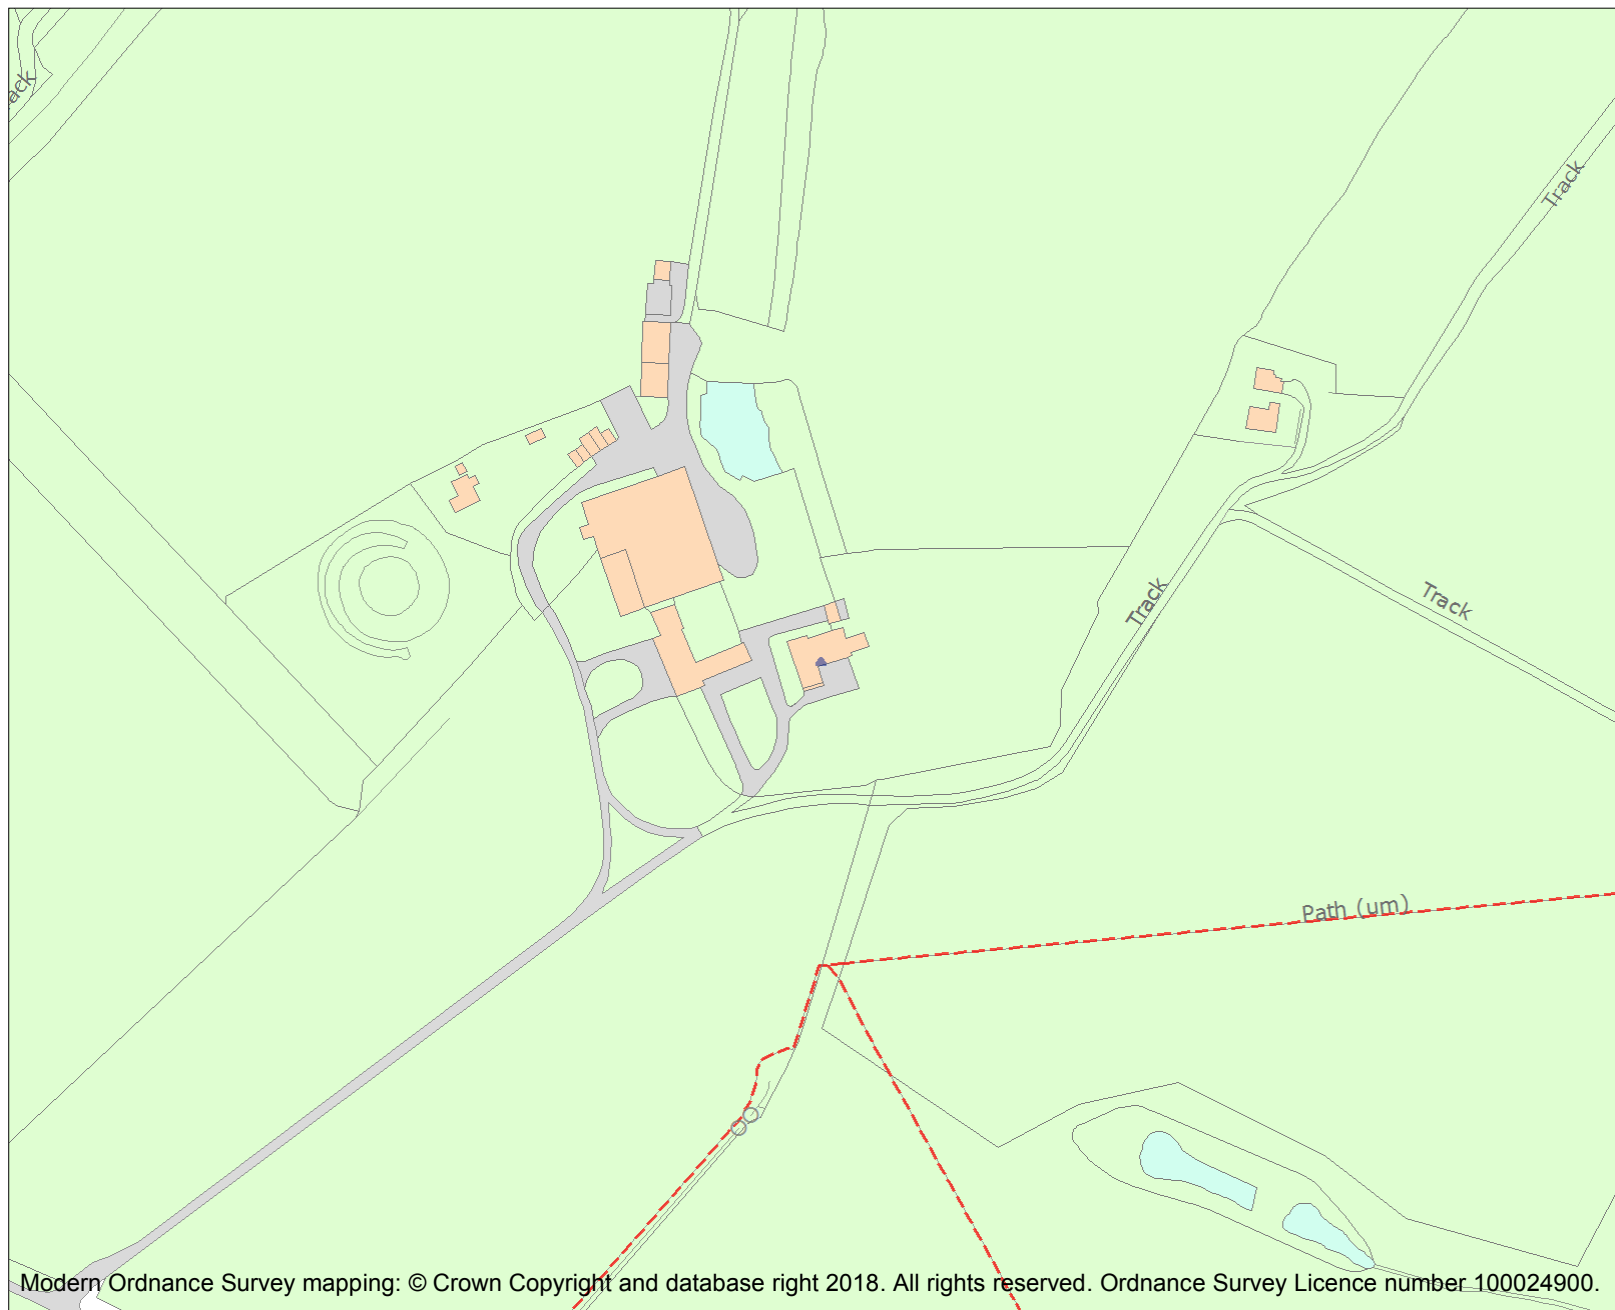 Track
Track
Track
Path (um)
Modern Ordnance Survey mapping: © Crown Copyright and database right 2018. All rights reserved. Ordnance Survey Licence number 100024900.